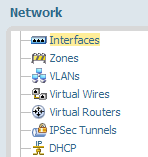 Network
Interfaces
Zones
VLANs
Virtual Wires
Virtual Routers
IPSec Tunnels
DHCP